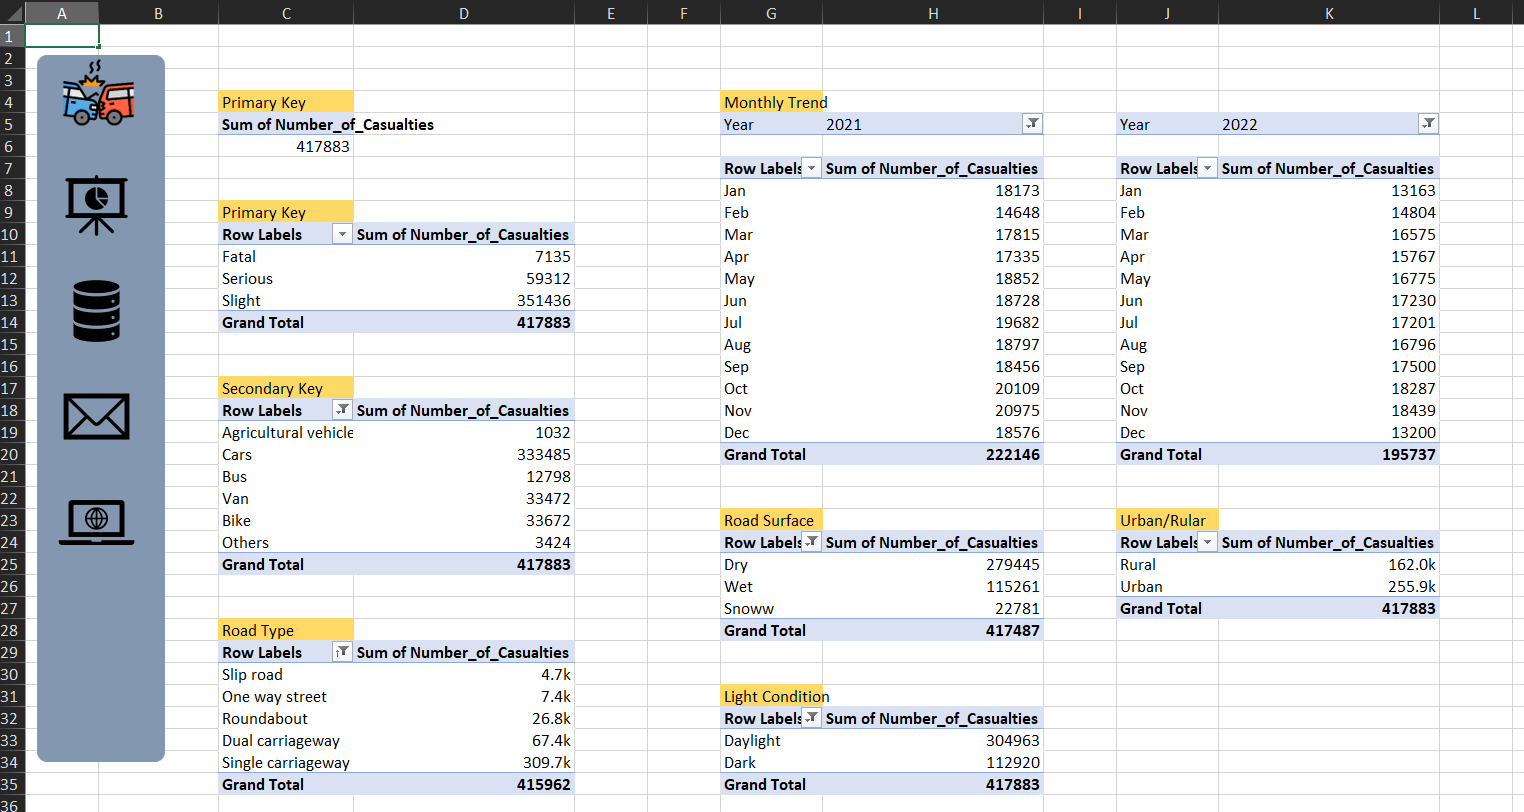 A B C D E F G H I J K L
1
2
3
4 Primary Key Monthly Trend
5 Sum of Number_of_Casualties Year 2021 Year 2022
6 417883
7 Row Labels Sum of Number_of_Casualties Row Labels Sum of Number_of_Casualties
8 Jan 18173 Jan 13163
9 Primary Key Feb 14648 Feb 14804
10 Row Labels Sum of Number_of_Casualties Mar 17815 Mar 16575
11 Fatal 7135 Apr 17335 Apr 15767
12 Serious 59312 May 18852 May 16775
13 Slight 351436 Jun 18728 Jun 17230
14 Grand Total 417883 Jul 19682 Jul 17201
15 Aug 18797 Aug 16796
16 Sep 18456 Sep 17500
17 Secondary Key Oct 20109 Oct 18287
18 Row Labels Sum of Number_of_Casualties Nov 20975 Nov 18439
19 Agricultural vehicle 1032 Dec 18576 Dec 13200
20 Cars 333485 Grand Total 222146 Grand Total 195737
21 Bus 12798
22 Van 33472
23 Bike 33672 Road Surface Urban/Rular
24 Others 3424 Row Labels Sum of Number_of_Casualties Row Labels Sum of Number_of_Casualties
25 Grand Total 417883 Dry 279445 Rural 162.0k
26 Wet 115261 Urban 255.9k
27 Snoww 22781 Grand Total 417883
28 Road Type Grand Total 417487
29 Row Labels Sum of Number_of_Casualties
30 Slip road 4.7k
31 One way street 7.4k Light Condition
32 Roundabout 26.8k Row Labels Sum of Number_of_Casualties
33 Dual carriageway 67.4k Daylight 304963
34 Single carriageway 309.7k Dark 112920
35 Grand Total 415962 Grand Total 417883
36